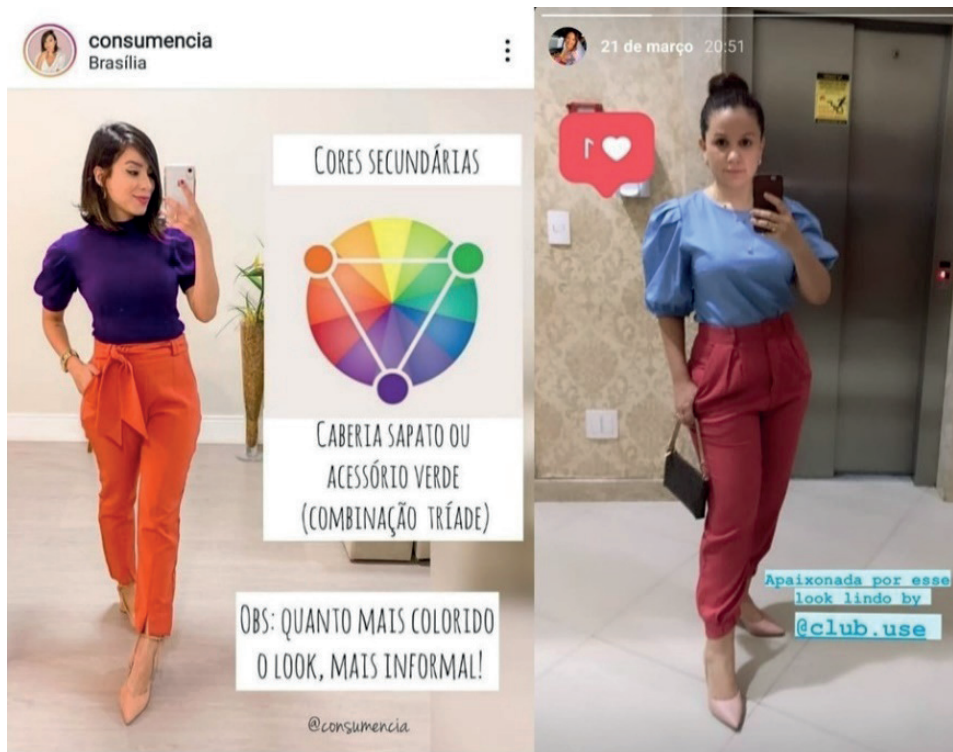 consumencia
Brasília
CORES SECUNDÁRIAS
CABERIA SAPATO OU
ACESSÓRIO VERDE
(COMBINAÇÃO TRÍADE)
OBS: QUANTO MAIS COLORIDO
O LOOK, MAIS INFORMAL!
@consumencia
21 de março 20:51
1
Apaixonada por esse
look lindo by
@club.use